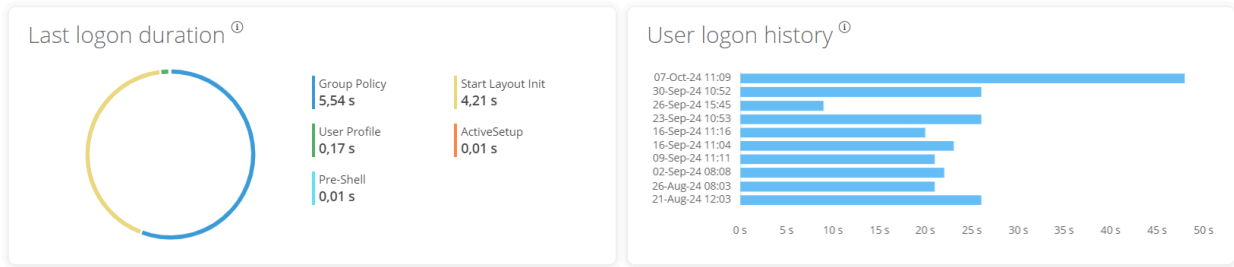 Last logon duration
Group Policy
5,54 s
Start Layout Init
4,21 s
User Profile
0,17 s
ActiveSetup
0,01 s
Pre-Shell
0,01 s
User logon history
07-Oct-24 11:09
30-Sep-24 10:52
26-Sep-24 15:45
23-Sep-24 10:53
16-Sep-24 11:16
16-Sep-24 11:04
09-Sep-24 11:11
02-Sep-24 08:08
26-Aug-24 08:03
21-Aug-24 12:03
0 s 5 s 10 s 15 s 20 s 25 s 30 s 35 s 40 s 45 s 50 s